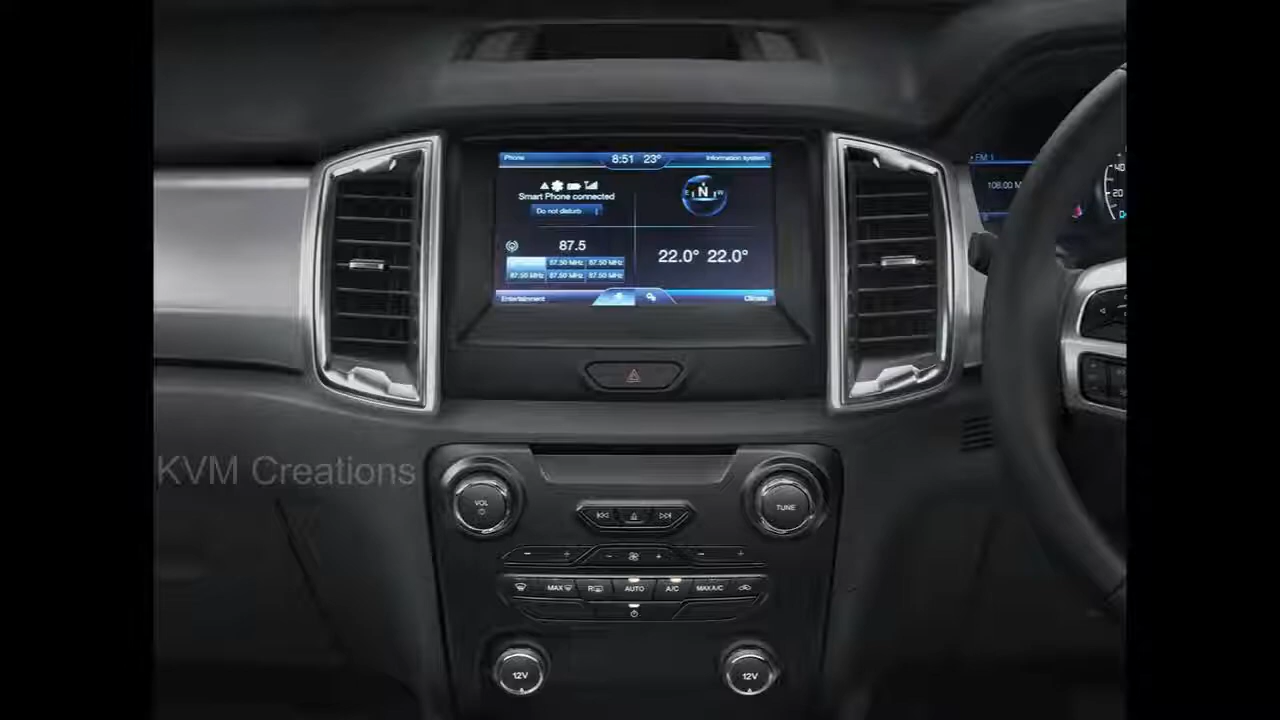 Phone 8:51 23° Information system
Smart Phone connected
Do not disturb
N
E W
87.5
87.50 MHz 87.50 MHz
87.50 MHz 87.50 MHz 87.50 MHz
22.0° 22.0°
Entertainment Climate
FM 1
108.00 M
40
20
KVM Creations
VOL
TUNE
MAX R AUTO A/C MAX A/C
12V 12V